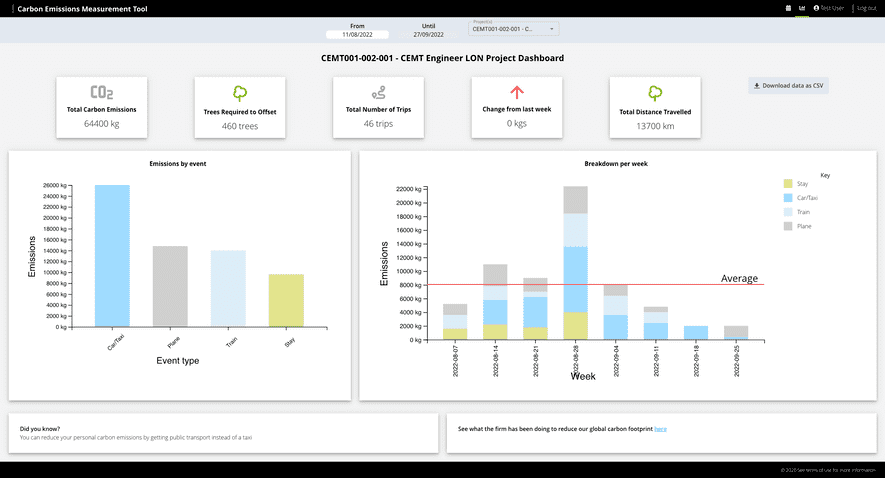 Carbon Emissions Measurement Tool
Test User
Log out
From
11/08/2022
Until
27/09/2022
Project(s)
CEMT001-002-001 - C...
CEMT001-002-001 - CEMT Engineer LON Project Dashboard
CO2
Total Carbon Emissions
64400 kg
Trees Required to Offset
460 trees
Total Number of Trips
46 trips
Change from last week
0 kgs
Total Distance Travelled
13700 km
Download data as CSV
Emissions by event
26000 kg
24000 kg
22000 kg
20000 kg
18000 kg
16000 kg
14000 kg
12000 kg
10000 kg
8000 kg
6000 kg
4000 kg
2000 kg
0 kg
Emissions
Car/Taxi
Plane
Train
Stay
Event type
Breakdown per week
22000 kg
20000 kg
18000 kg
16000 kg
14000 kg
12000 kg
10000 kg
8000 kg
6000 kg
4000 kg
2000 kg
0 kg
Emissions
Average
2022-08-07
2022-08-14
2022-08-21
2022-08-28
2022-09-04
2022-09-11
2022-09-18
2022-09-25
Week
Key
Stay
Car/Taxi
Train
Plane
Did you know?
You can reduce your personal carbon emissions by getting public transport instead of a taxi
See what the firm has been doing to reduce our global carbon footprint here
© 2020 See terms of use for more information